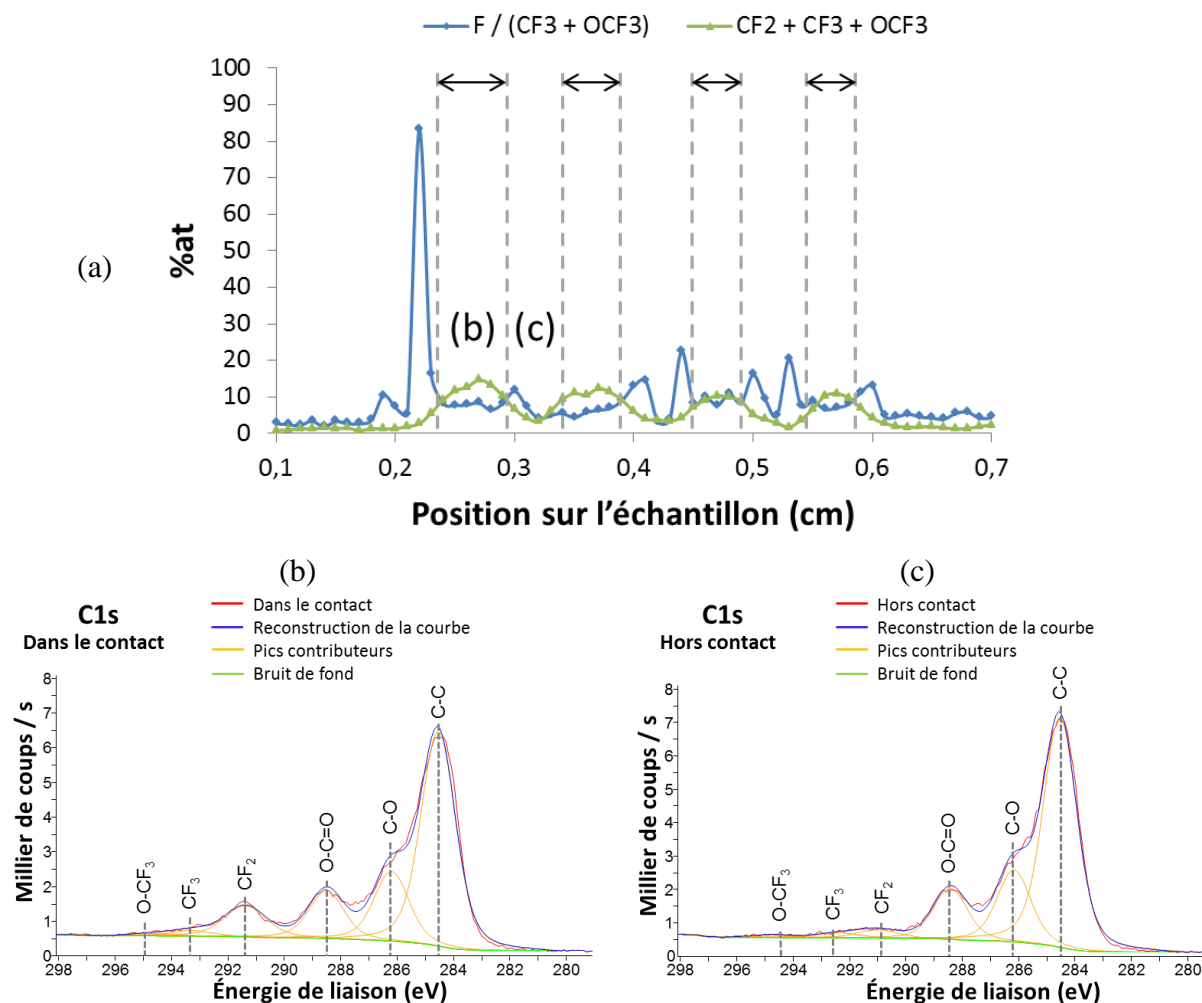 F / (CF3 + OCF3)
CF2 + CF3 + OCF3
100
90
80
70
60
50
40
30
20
10
0
%at
(a)
(b)
(c)
0,1
0,2
0,3
0,4
0,5
0,6
0,7
Position sur l'échantillon (cm)
(b)
C1s
Dans le contact
Dans le contact
Reconstruction de la courbe
Pics contributeurs
Bruit de fond
Millier de coups / s
8
7
6
5
4
3
2
1
0
O-CF3
CF3
CF2
O-C=O
C-O
C-C
298
296
294
292
290
288
286
284
282
280
Énergie de liaison (eV)
(c)
C1s
Hors contact
Hors contact
Reconstruction de la courbe
Pics contributeurs
Bruit de fond
Millier de coups / s
8
7
6
5
4
3
2
1
0
O-CF3
CF3
CF2
O-C=O
C-O
C-C
298
296
294
292
290
288
286
284
282
280
Énergie de liaison (eV)